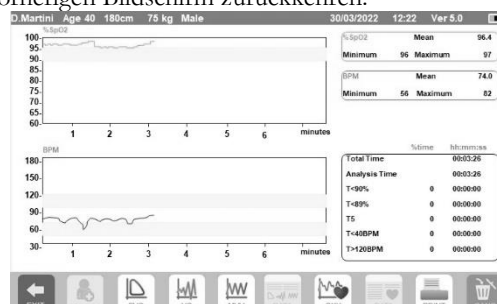 vorherigen Bildschirm zurückkehren.
D.Martini Age 40 180cm 75 kg Male 30/03/2022 12:22 Ver 5.0
%SpO2
100
95
90
85
80
75
70
65
60
1 2 3 4 5 6 minutes
%SpO2 Mean 96.4
Minimum 96 Maximum 97
BPM Mean 74.0
Minimum 56 Maximum 82
BPM
180
150
120
90
60
30
1 2 3 4 5 6 minutes
%time hh:mm:ss
Total Time 00:03:26
Analysis Time 00:03:26
T<90% 0 00:00:00
T<89% 0 00:00:00
T5 0 00:00:00
T<40BPM 0 00:00:00
T>120BPM 0 00:00:00